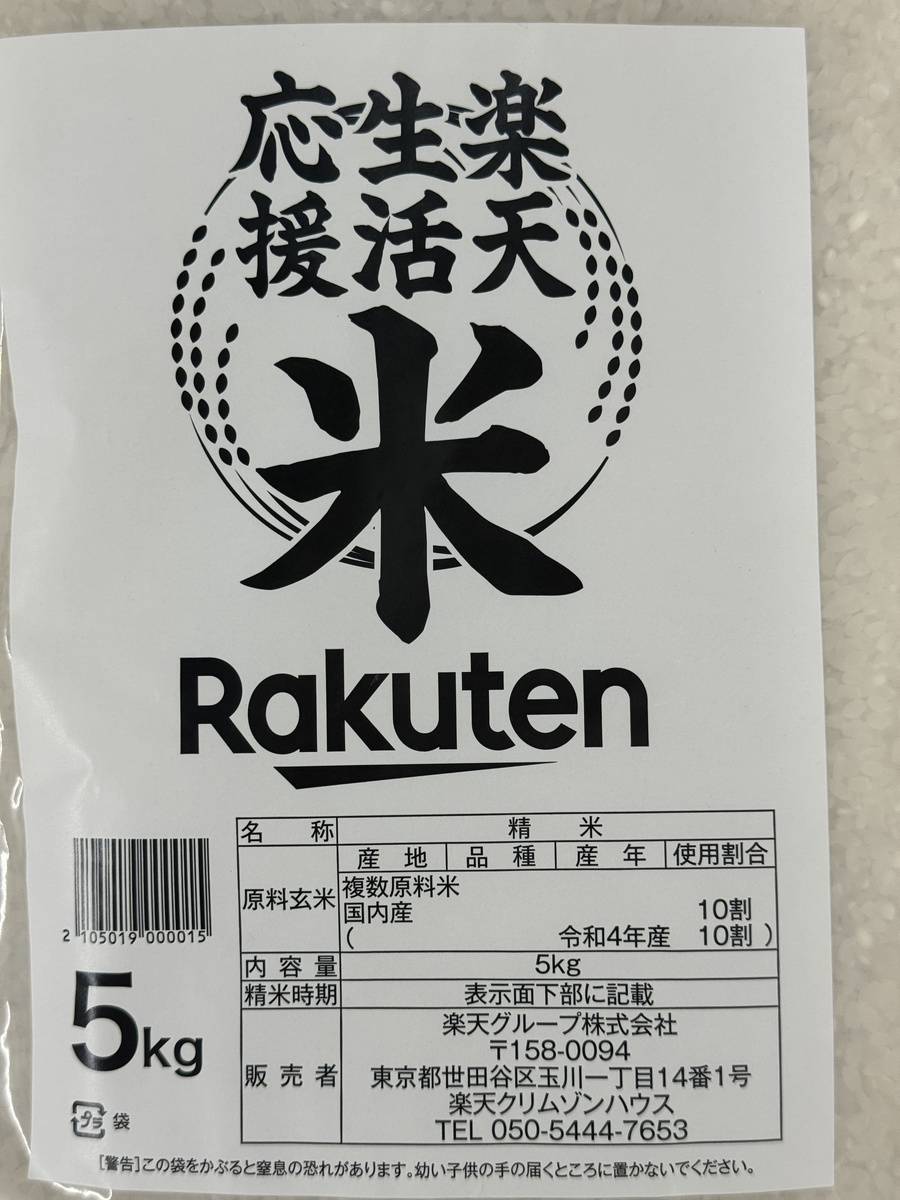 楽天
生活
応援
米
Rakuten
名 称 精 米
原料玄米 産 地 品 種 産 年 使用割合
複数原料米
国内産 10割
( 令和4年産 10割 )
内 容 量 5kg
精米時期 表示面下部に記載
販 売 者 楽天グループ株式会社
〒158-0094
東京都世田谷区玉川一丁目14番1号
楽天クリムゾンハウス
TEL 050-5444-7653
2 105019 000015
5kg
プラ 袋
[警告]この袋をかぶると窒息の恐れがあります。幼い子供の手の届くところに置かないでください。